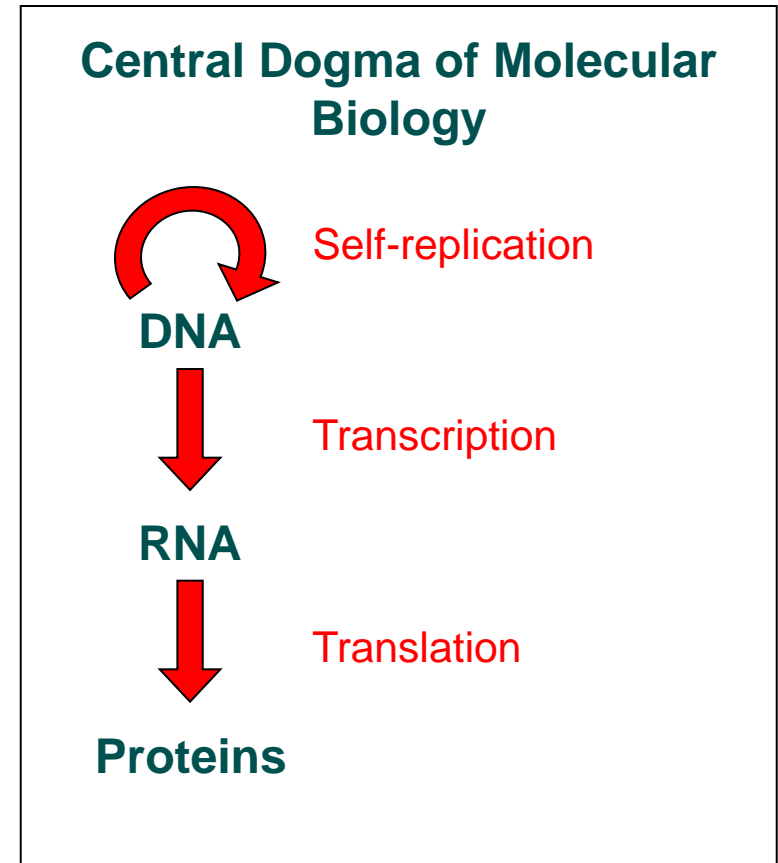 Central Dogma of Molecular
Biology
Self-replication
DNA
Transcription
RNA
Translation
Proteins